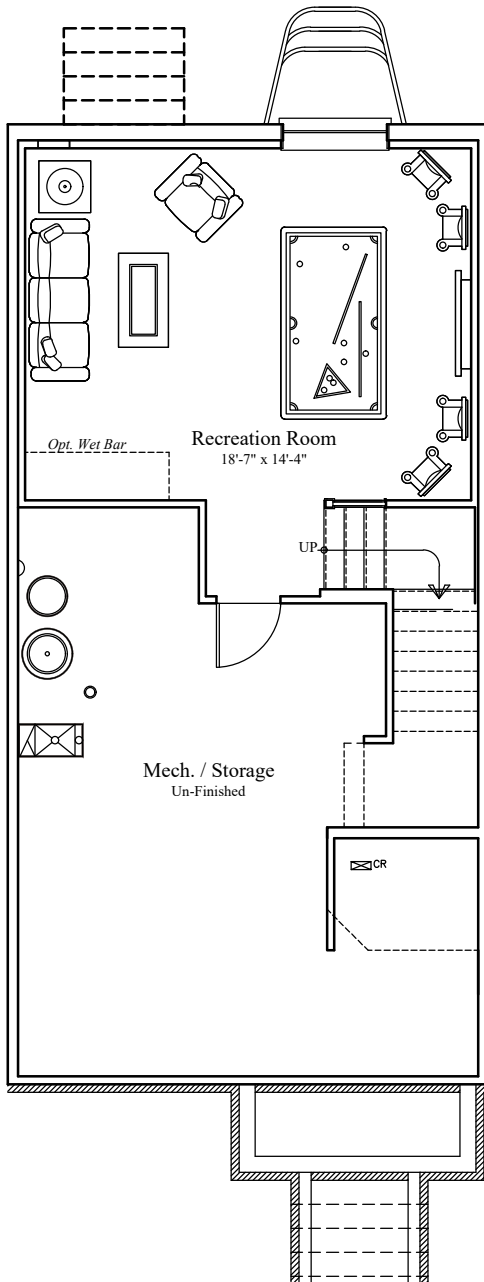 Opt. Wet Bar
Recreation Room
18'-7" x 14'-4"
UP
Mech. / Storage
Un-Finished
CR